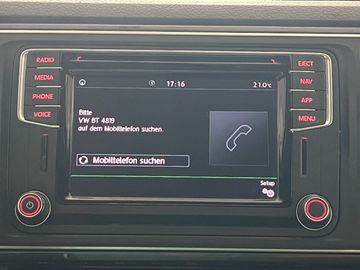 RADIO
MEDIA
PHONE
VOICE
EJECT
NAV
APP
MENU
17:16
21.0°C
Bitte
VW BT 4819
auf dem Mobiltelefon suchen.
Mobiltelefon suchen
Setup